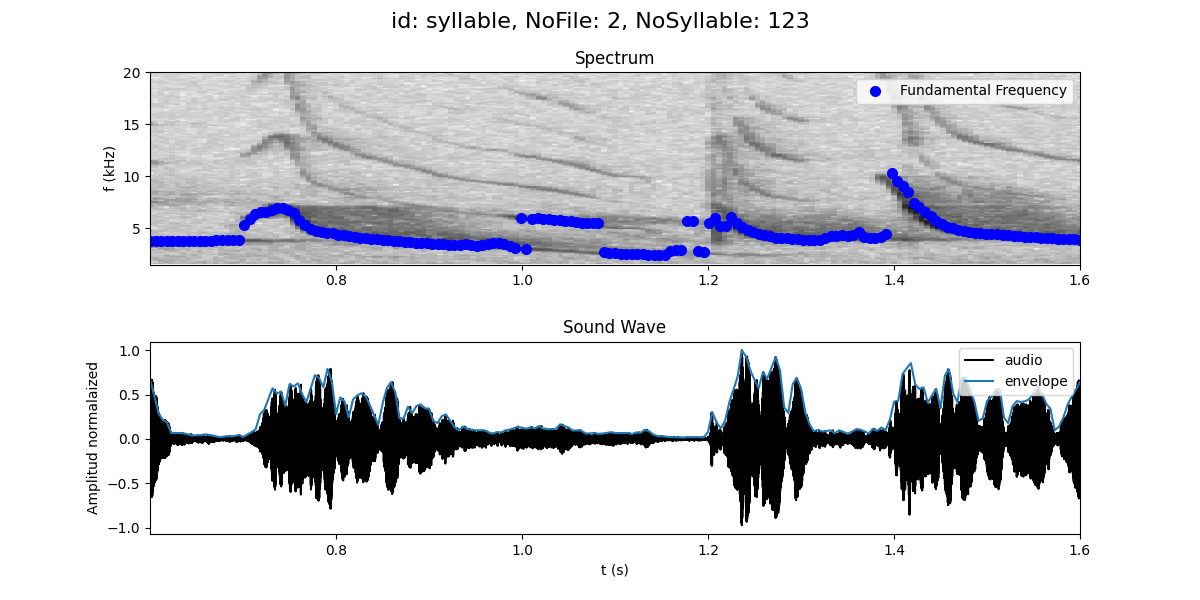 id: syllable, NoFile: 2, NoSyllable: 123
Spectrum
20
15
10
5
f (kHz)
Fundamental Frequency
0.8 1.0 1.2 1.4 1.6
Sound Wave
1.0
0.5
0.0
−0.5
−1.0
Amplitud normalaized
audio
envelope
0.8 1.0 1.2 1.4 1.6
t (s)